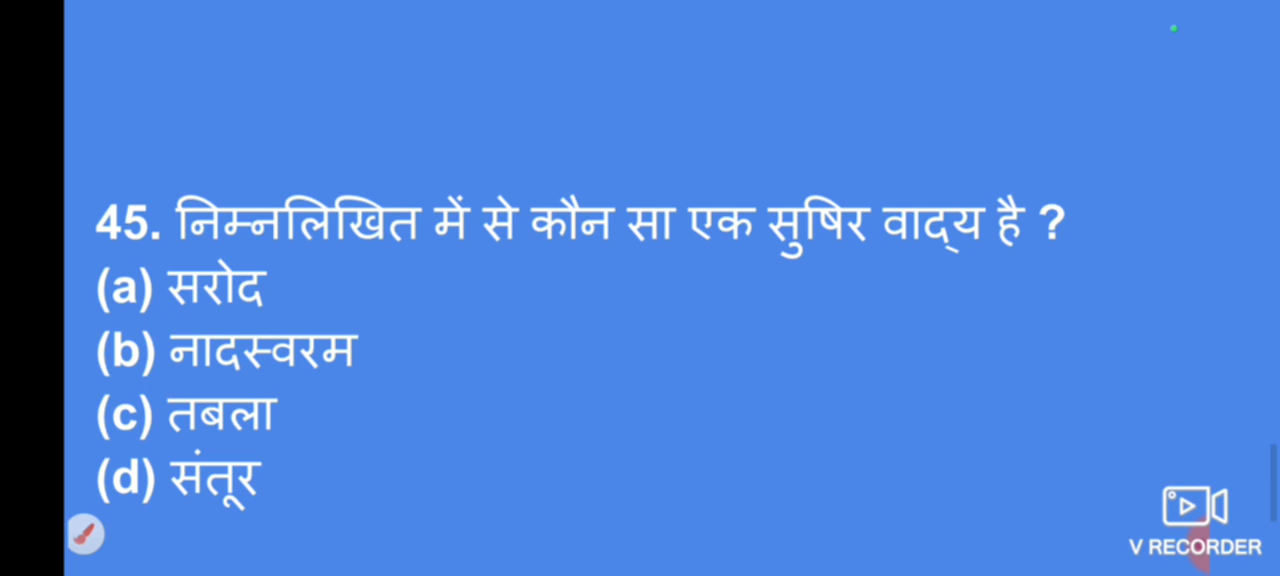 45. निम्नलिखित में से कौन सा एक सुषिर वाद्य है ?
(a) सरोद
(b) नादस्वरम
(c) तबला
(d) संतूर
V RECORDER